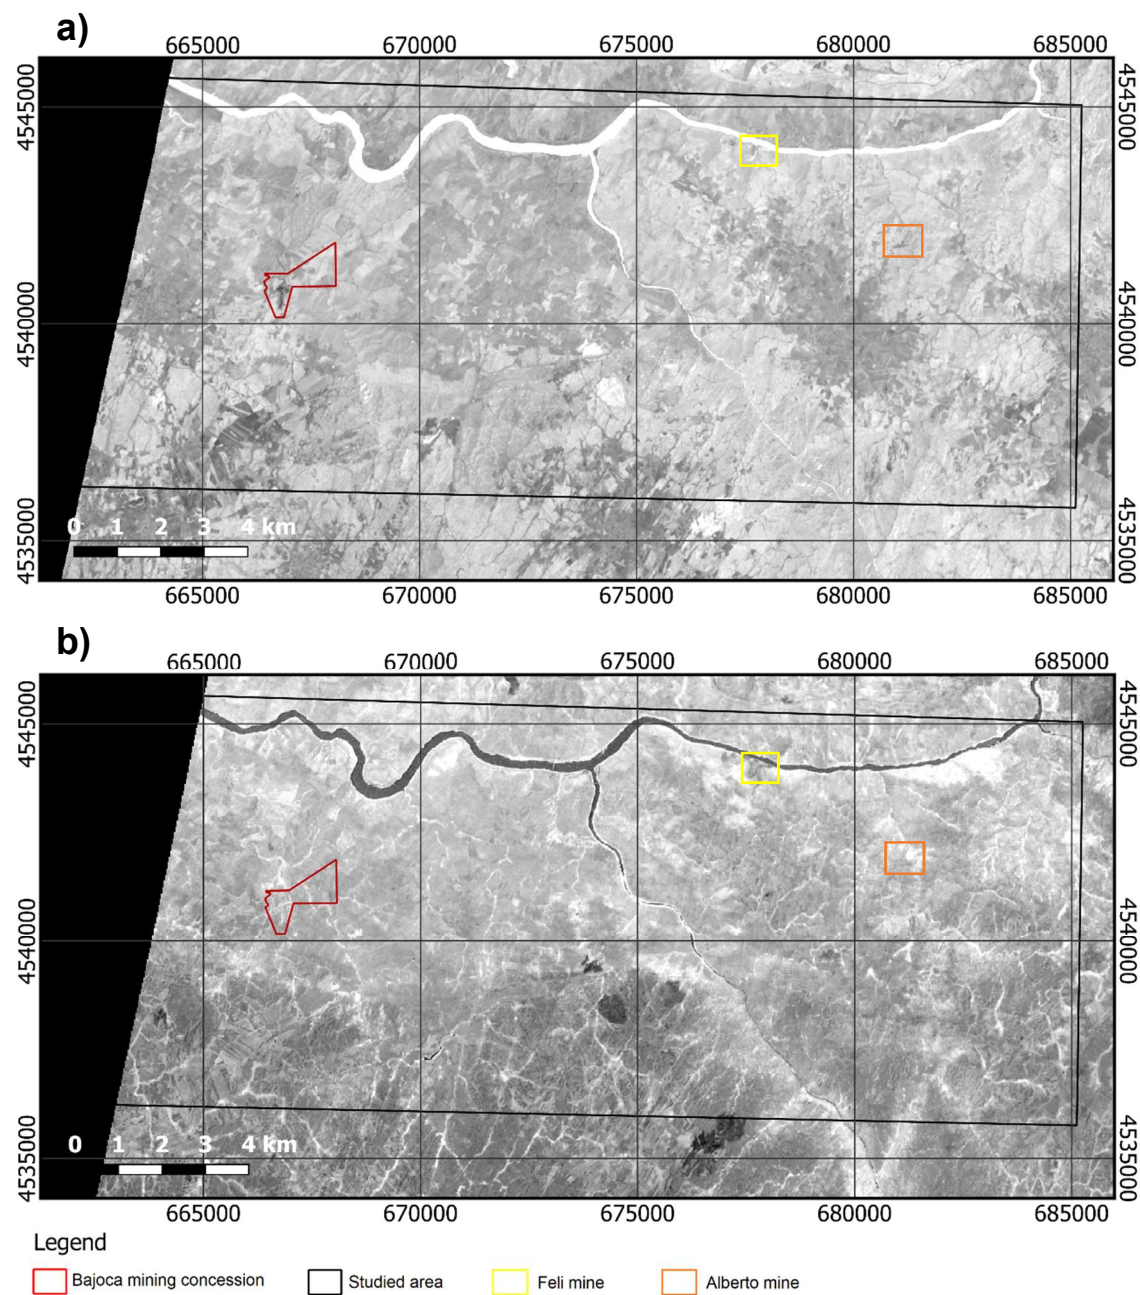 a)
665000 670000 675000 680000 685000
4545000 4545000
4540000 4540000
4535000 4535000
0 1 2 3 4 km
665000 670000 675000 680000 685000
b)
665000 670000 675000 680000 685000
4545000 4545000
4540000 4540000
4535000 4535000
0 1 2 3 4 km
665000 670000 675000 680000 685000
Legend
Bajoca mining concession Studied area Feli mine Alberto mine